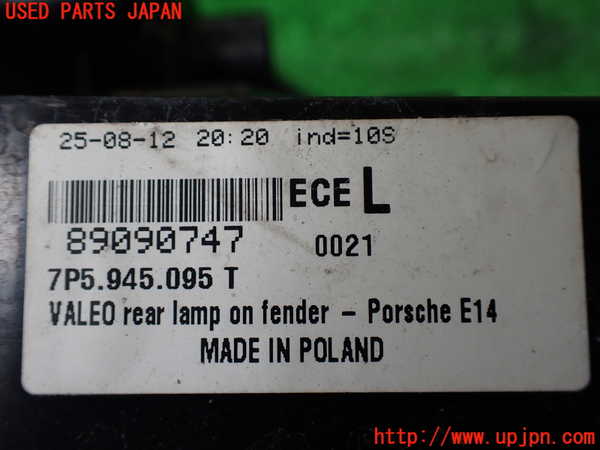 USED PARTS JAPAN
25-08-12 20:20 ind=10S
ECE L
89090747 0021
7P5.945.095 T
VALEO rear lamp on fender - Porsche E14
MADE IN POLAND
http://www.upjpn.com/